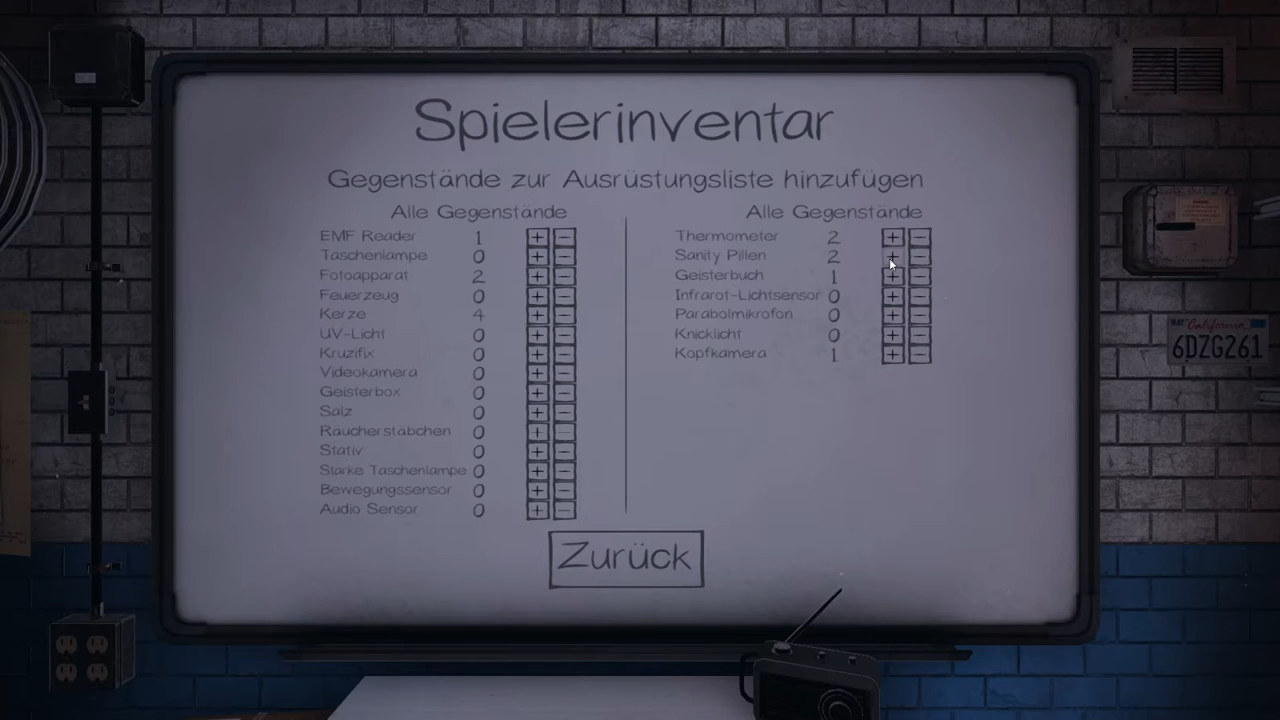 Spielerinventar
Gegenstände zur Ausrüstungsliste hinzufügen
Alle Gegenstände
EMF Reader 1 + -
Taschenlampe 0 + -
Fotoapparat 2 + -
Feuerzeug 0 + -
Kerze 4 + -
UV-Licht 0 + -
Kruzifix 0 + -
Videokamera 0 + -
Geisterbox 0 + -
Salz 0 + -
Räucherstäbchen 0 + -
Stativ 0 + -
Starke Taschenlampe 0 + -
Bewegungssensor 0 + -
Audio Sensor 0 + -
Alle Gegenstände
Thermometer 2 + -
Sanity Pillen 2 + -
Geisterbuch 1 + -
Infrarot-Lichtsensor 0 + -
Parabolmikrofon 0 + -
Knicklicht 0 + -
Kopfkamera 1 + -
Zurück
California
6DZG261